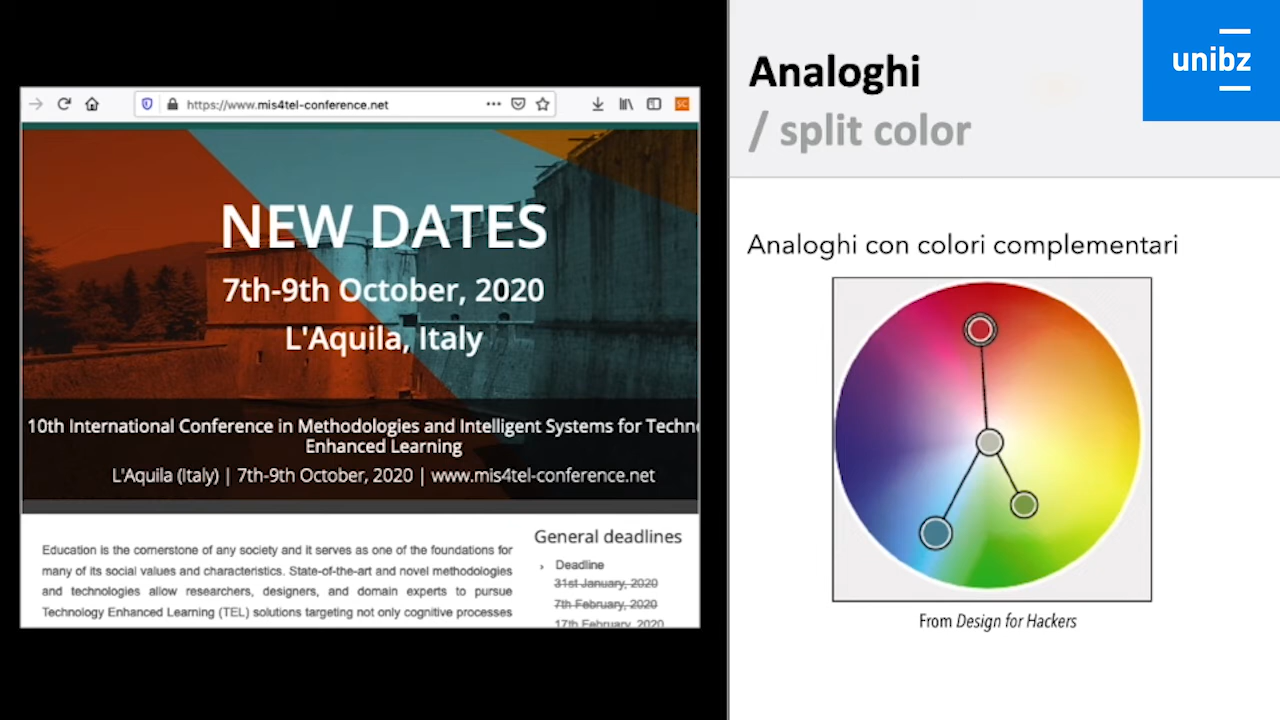 https://www.mis4tel-conference.net
SC
NEW DATES
7th-9th October, 2020
L'Aquila, Italy
10th International Conference in Methodologies and Intelligent Systems for Techno
Enhanced Learning
L'Aquila (Italy) | 7th-9th October, 2020 | www.mis4tel-conference.net
Education is the cornerstone of any society and it serves as one of the foundations for
many of its social values and characteristics. State-of-the-art and novel methodologies
and technologies allow researchers, designers, and domain experts to pursue
Technology Enhanced Learning (TEL) solutions targeting not only cognitive processes
General deadlines
Deadline
31st January, 2020
7th February, 2020
17th February, 2020
Analoghi
/ split color
unibz
Analoghi con colori complementari
From Design for Hackers